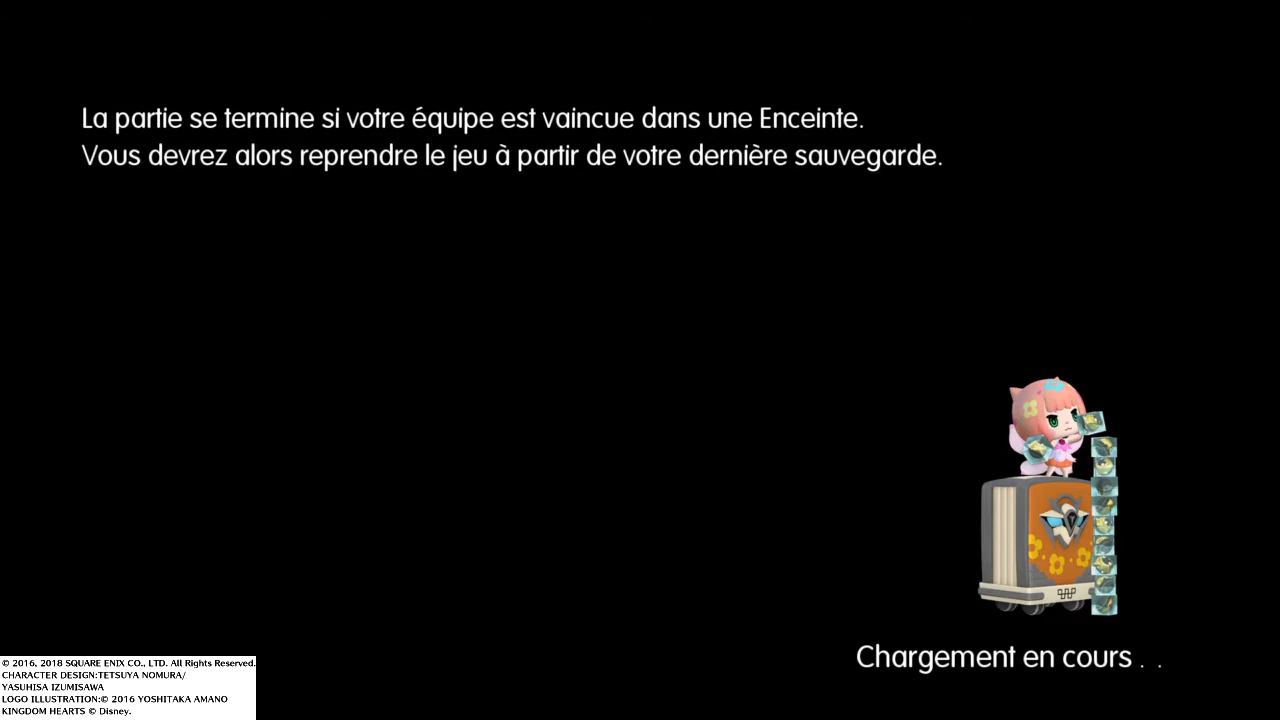 La partie se termine si votre équipe est vaincue dans une Enceinte.
Vous devrez alors reprendre le jeu à partir de votre dernière sauvegarde.
Chargement en cours . .
© 2016, 2018 SQUARE ENIX CO., LTD. All Rights Reserved.
CHARACTER DESIGN:TETSUYA NOMURA/
YASUHISA IZUMISAWA
LOGO ILLUSTRATION:© 2016 YOSHITAKA AMANO
KINGDOM HEARTS © Disney.